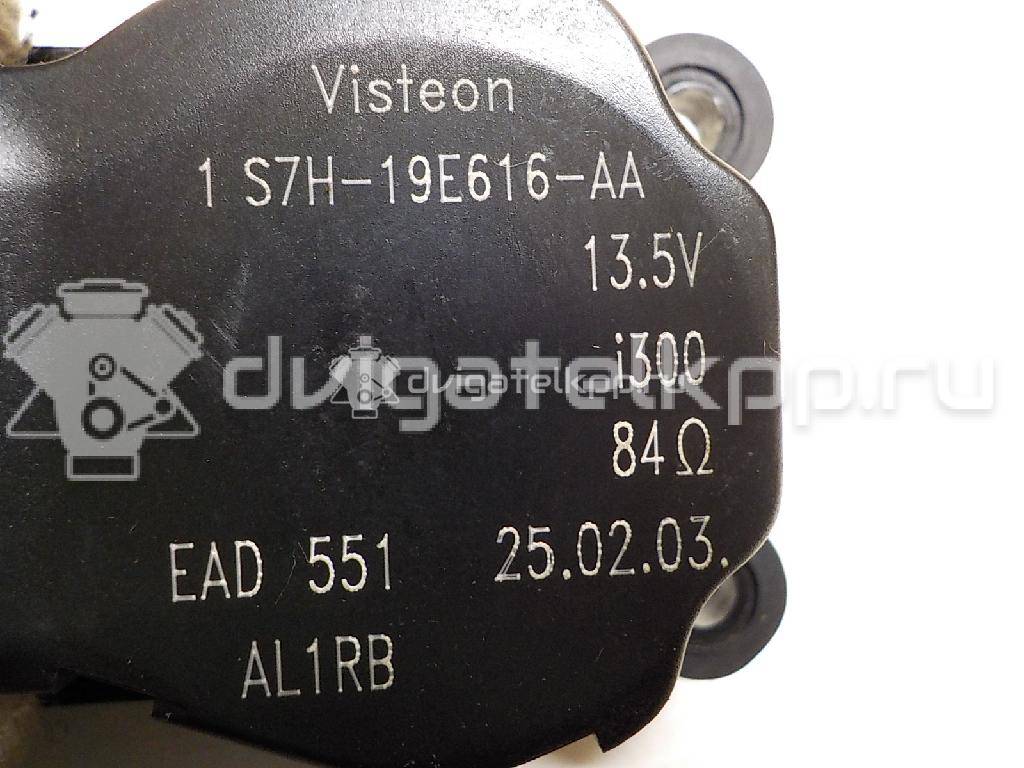 Visteon
1 S7H-19E616-AA
13.5V
i300
dvigatelkpp.ru
dvigatelkpp.ru
84Ω
EAD 551 25.02.03.
AL1RB